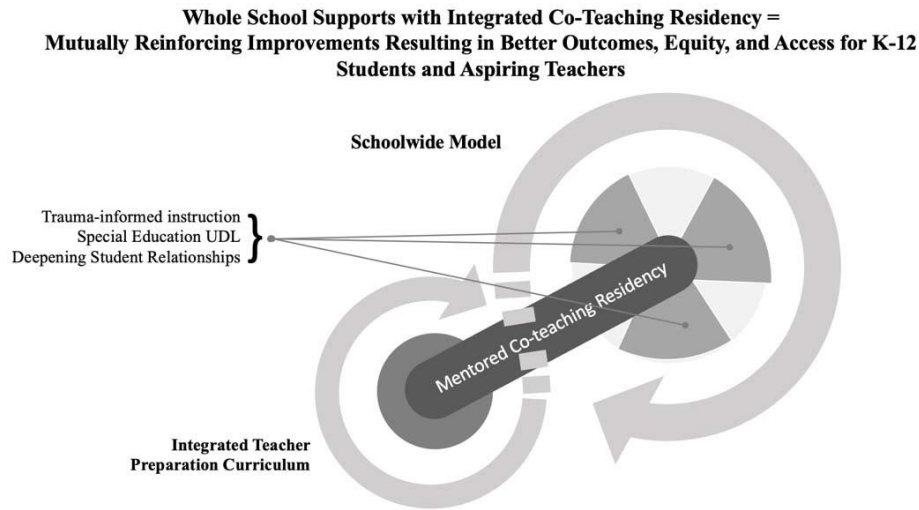 Whole School Supports with Integrated Co-Teaching Residency =
Mutually Reinforcing Improvements Resulting in Better Outcomes, Equity, and Access for K-12
Students and Aspiring Teachers
Schoolwide Model
Trauma-informed instruction
Special Education UDL
Deepening Student Relationships
Mentored Co-teaching Residency
Integrated Teacher
Preparation Curriculum